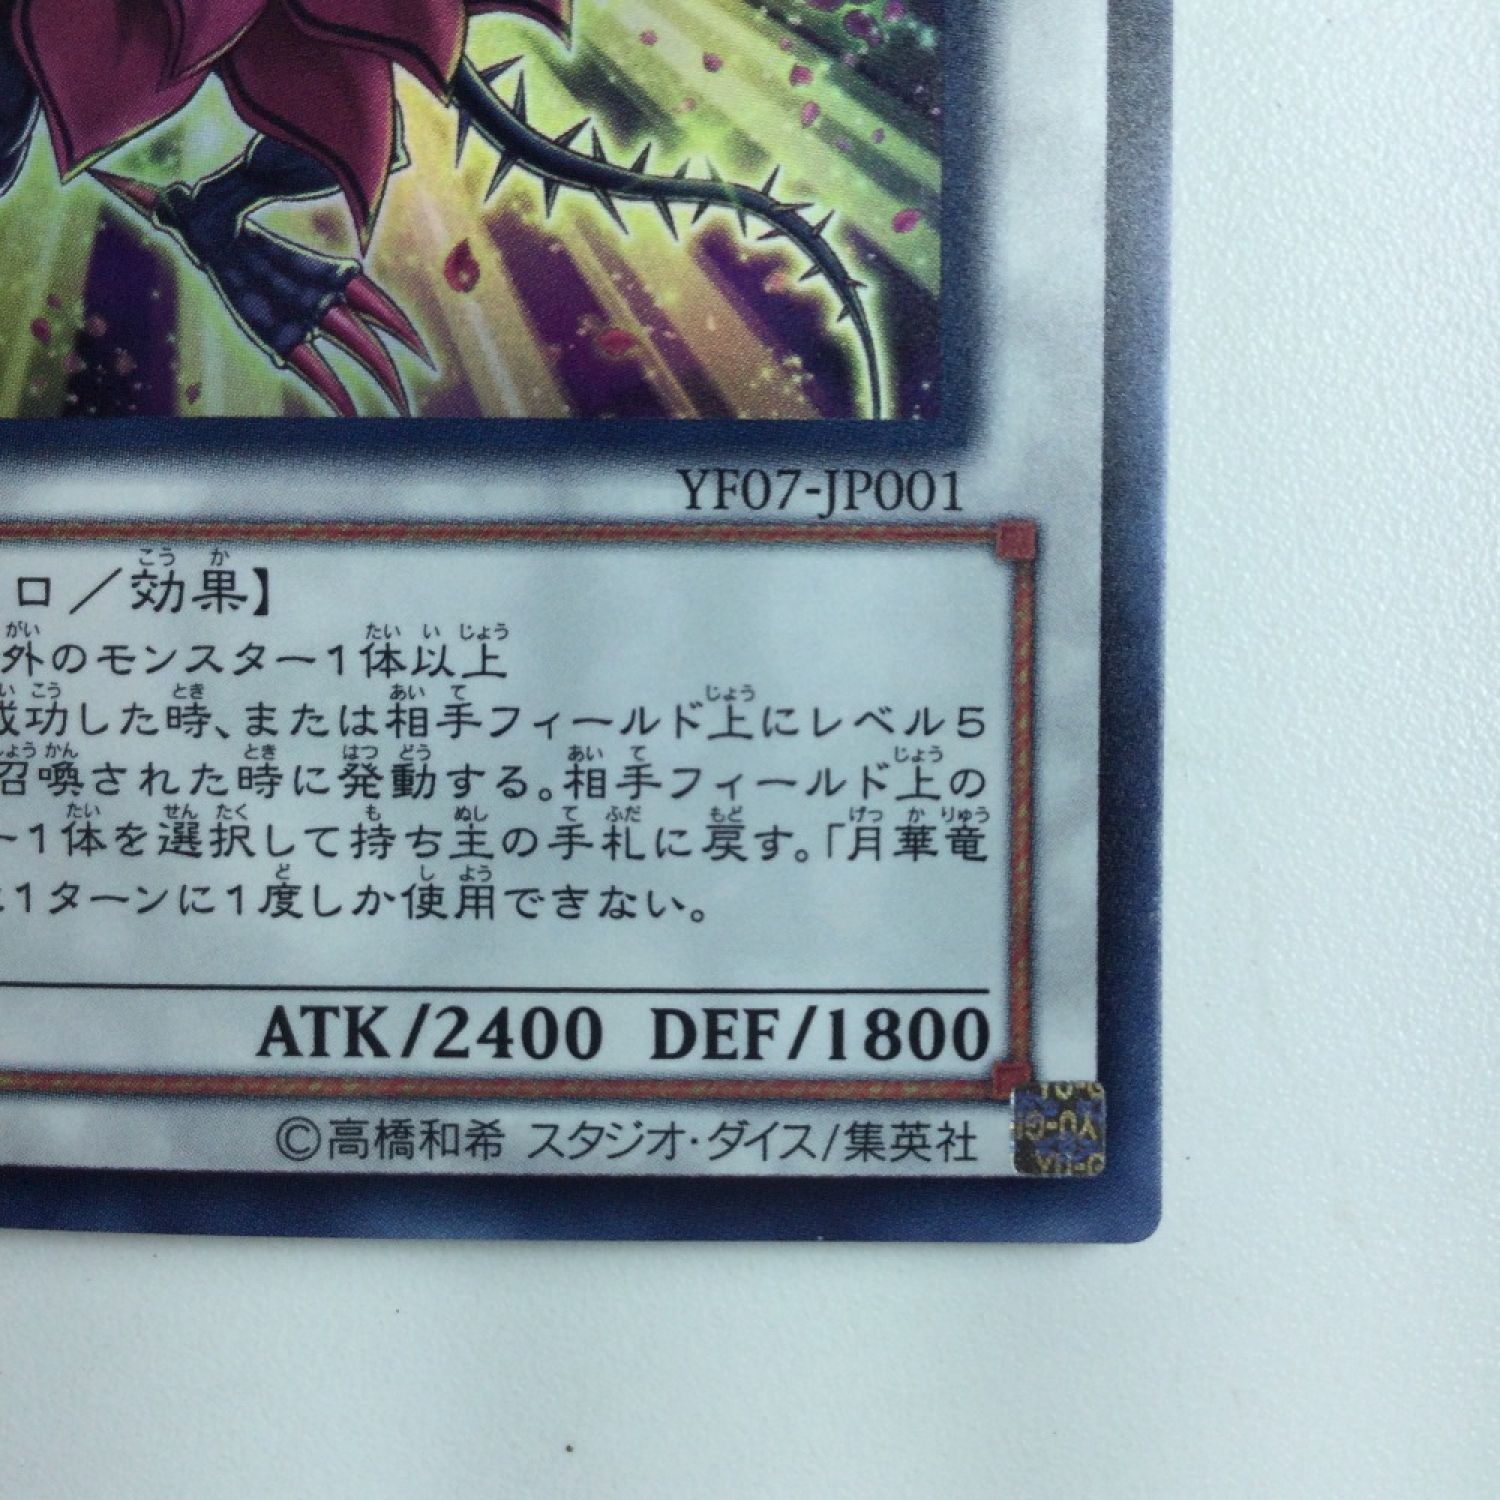 YF07-JP001
ロ／効果】
外のモンスター1体以上
成功した時、または相手フィールド上にレベル5
召喚された時に発動する。相手フィールド上の
ー1体を選択して持ち主の手札に戻す。「月華竜
1ターンに1度しか使用できない。
ATK/2400 DEF/1800
©高橋和希 スタジオ・ダイス/集英社
YU-GI